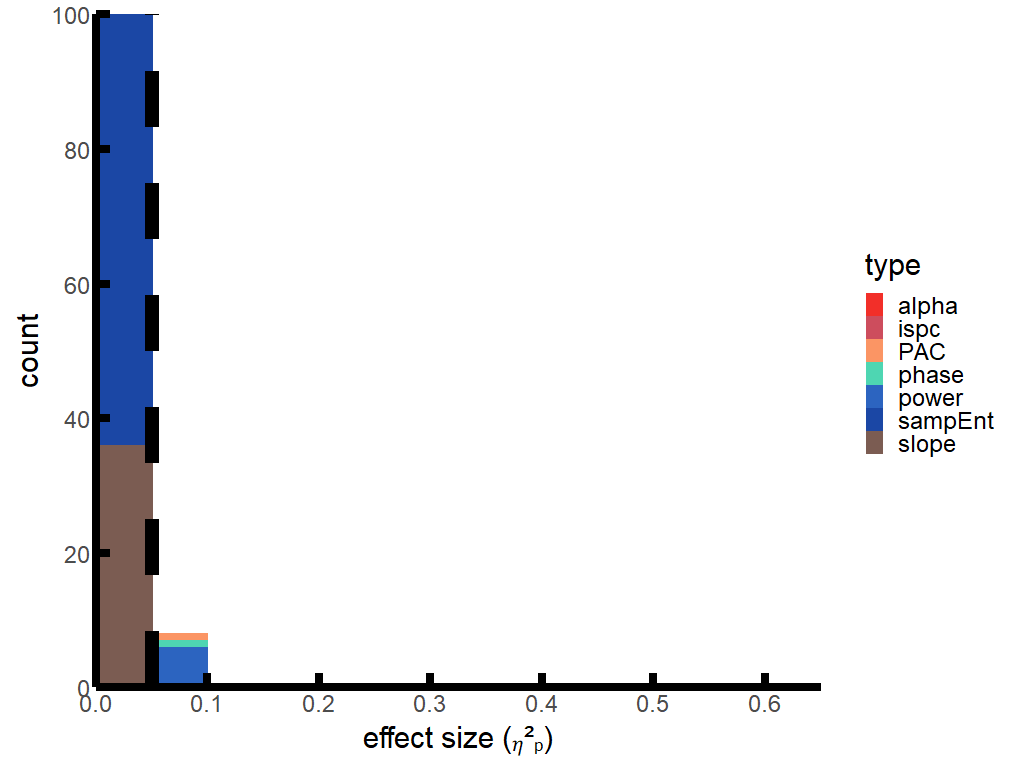 100
80
60
40
20
0
count
0.0 0.1 0.2 0.3 0.4 0.5 0.6
effect size (η²ₚ)
type
alpha
ispc
PAC
phase
power
sampEnt
slope